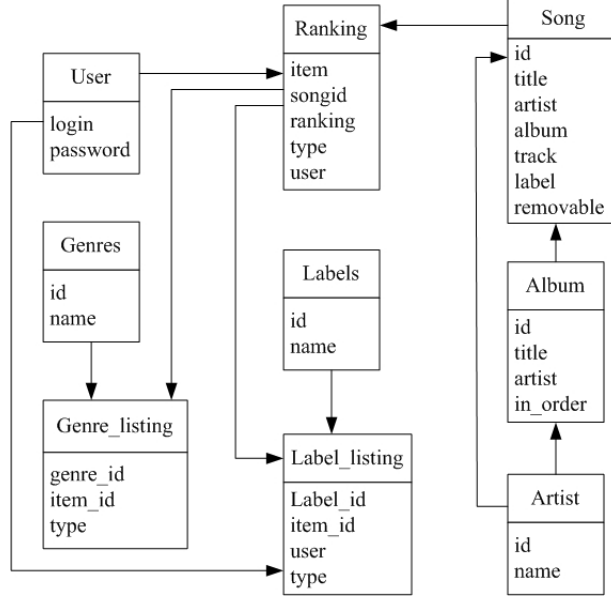 User
login
password
Ranking
item
songid
ranking
type
user
Song
id
title
artist
album
track
label
removable
Genres
id
name
Labels
id
name
Album
id
title
artist
in_order
Genre_listing
genre_id
item_id
type
Label_listing
Label_id
item_id
user
type
Artist
id
name